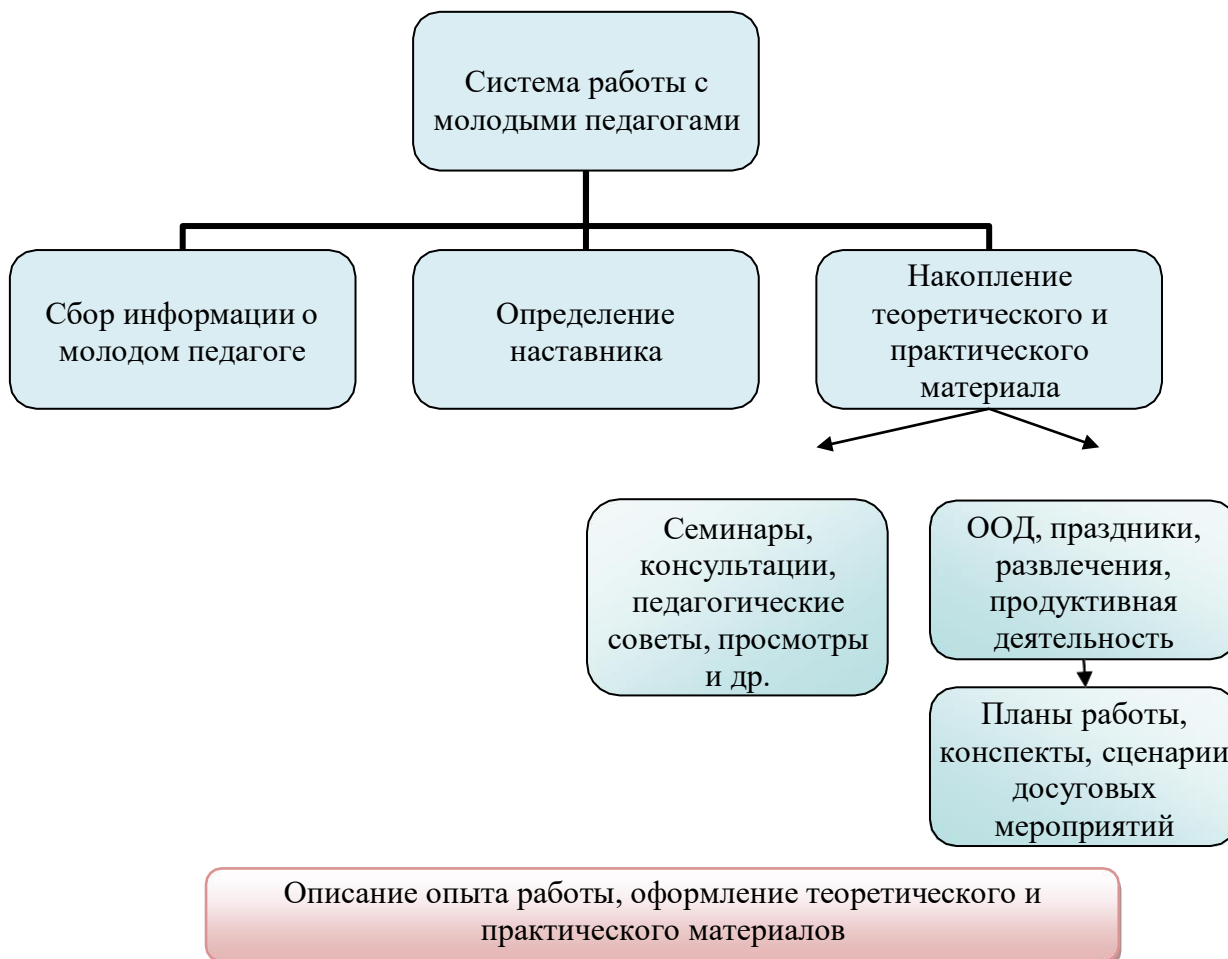 Система работы с
молодыми педагогами
Сбор информации о
молодом педагоге
Определение
наставника
Накопление
теоретического и
практического
материала
Семинары,
консультации,
педагогические
советы, просмотры
и др.
ООД, праздники,
развлечения,
продуктивная
деятельность
Планы работы,
конспекты, сценарии
досуговых
мероприятий
Описание опыта работы, оформление теоретического и
практического материалов